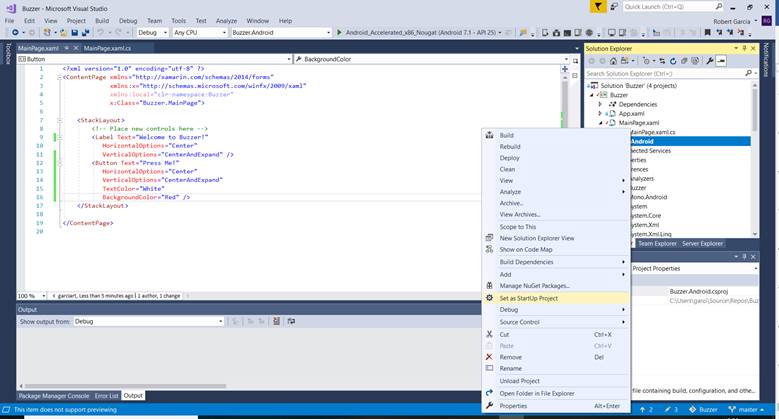 Buzzer - Microsoft Visual Studio
Quick Launch (Ctrl+Q)
File Edit View Project Build Debug Team Tools Test Analyze Window Help
Robert Garcia RG
Debug Any CPU Buzzer.Android Android_Accelerated_x86_Nougat (Android 7.1 - API 25)
Toolbox
Notifications
MainPage.xaml MainPage.xaml.cs
Button BackgroundColor
1 <?xml version="1.0" encoding="utf-8" ?>
2 <ContentPage xmlns="http://xamarin.com/schemas/2014/forms"
3 xmlns:x="http://schemas.microsoft.com/winfx/2009/xaml"
4 xmlns:local="clr-namespace:Buzzer"
5 x:Class="Buzzer.MainPage">
6
7 <StackLayout>
8 <!-- Place new controls here -->
9 <Label Text="Welcome to Buzzer!"
10 HorizontalOptions="Center"
11 VerticalOptions="CenterAndExpand" />
12 <Button Text="Press Me!"
13 HorizontalOptions="Center"
14 VerticalOptions="CenterAndExpand"
15 TextColor="White"
16 BackgroundColor="Red" />
17 </StackLayout>
18
19 </ContentPage>
20
100 % garciart, Less than 5 minutes ago | 1 author, 1 change
Output
Show output from: Debug
Package Manager Console Error List Output
Build
Rebuild
Deploy
Clean
View
Analyze
Archive...
View Archives...
Scope to This
New Solution Explorer View
Show on Code Map
Build Dependencies
Add
Manage NuGet Packages...
Set as StartUp Project
Debug
Source Control
Cut Ctrl+X
Paste Ctrl+V
Remove Del
Rename
Unload Project
Open Folder in File Explorer
Properties Alt+Enter
Solution Explorer
Search Solution Explorer (Ctrl+;)
Solution 'Buzzer' (4 projects)
Buzzer
Dependencies
App.xaml
MainPage.xaml
MainPage.xaml.cs
Android
Services
Analyzers
System.Core
System.Xml
System.Xml.Linq
Team Explorer Server Explorer
Project Properties
Buzzer.Android.csproj
file containing build, configuration, and othe...
This item does not support previewing
2 3 Buzzer master